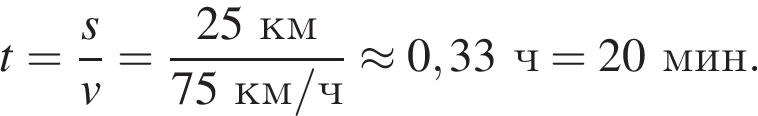 t = s/v = 25 км/75 км/ч ≈ 0,33 ч = 20 мин.